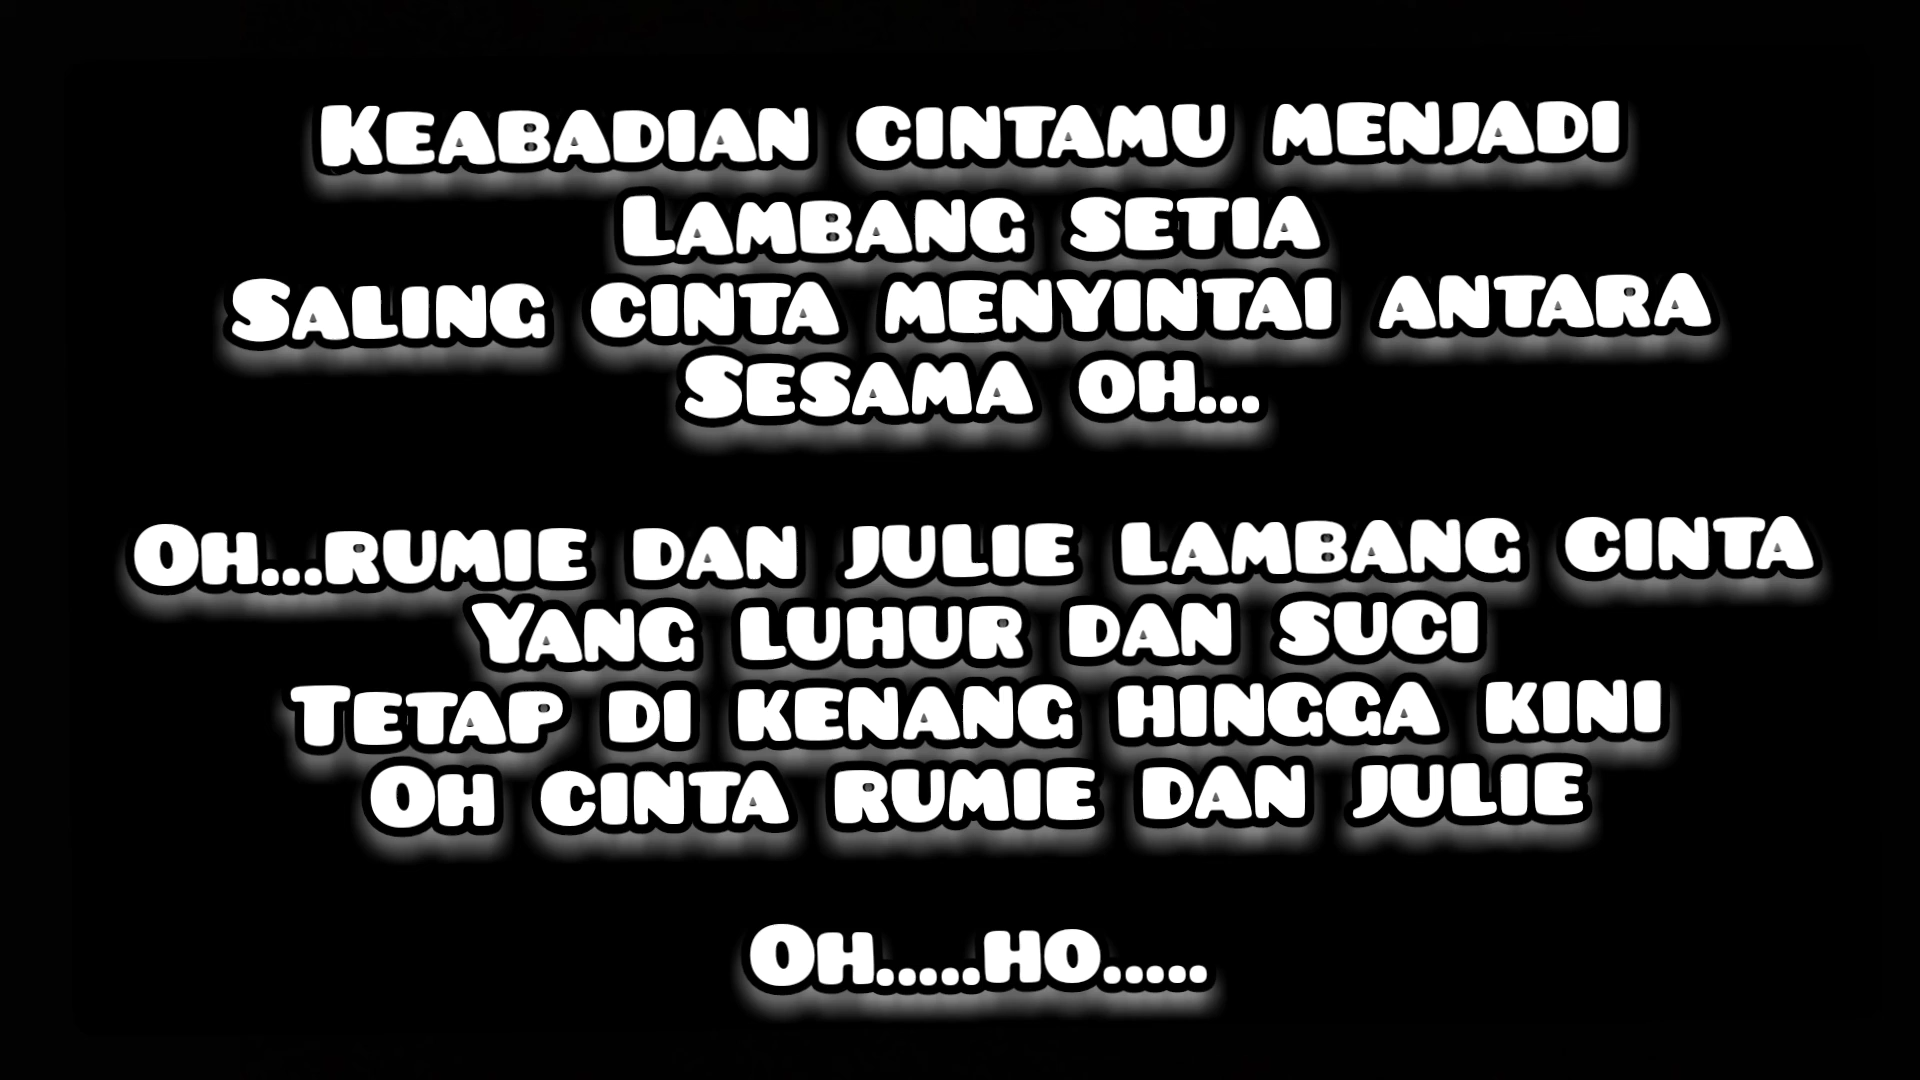 Keabadian cintamu menjadi
Lambang setia
Saling cinta menyintai antara
Sesama oh...
Oh...rumie dan julie lambang cinta
Yang luhur dan suci
Tetap di kenang hingga kini
Oh cinta rumie dan julie
Oh.....ho.....